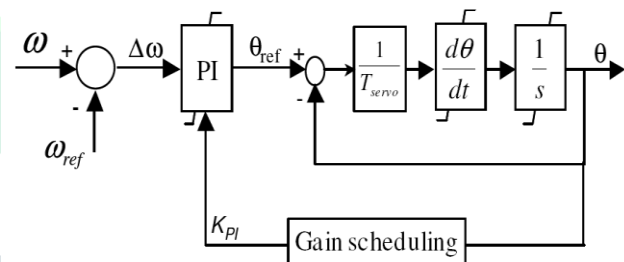 ω
+
-
ω_ref
Δω
PI
θ_ref
+
-
1
T_servo
dθ
dt
1
s
θ
K_PI
Gain scheduling